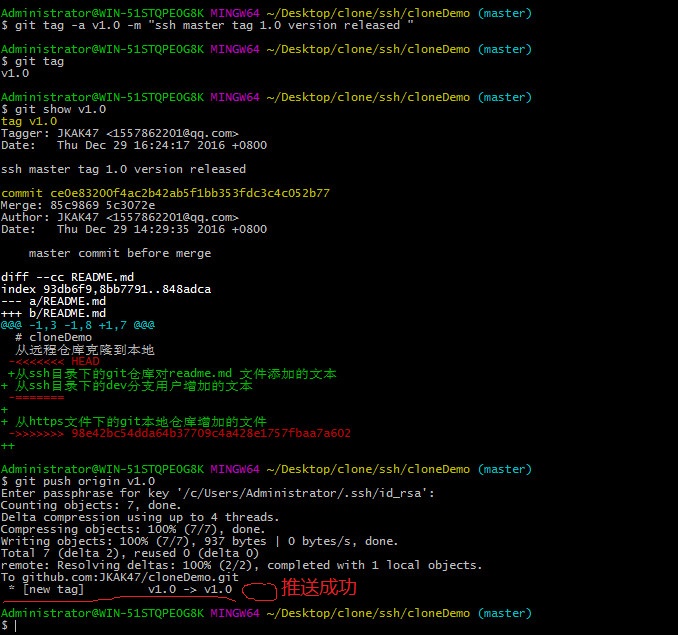 Administrator@WIN-51STQPEOG8K MINGW64 ~/Desktop/clone/ssh/cloneDemo (master)
$ git tag -a v1.0 -m "ssh master tag 1.0 version released "
Administrator@WIN-51STQPEOG8K MINGW64 ~/Desktop/clone/ssh/cloneDemo (master)
$ git tag
v1.0
Administrator@WIN-51STQPEOG8K MINGW64 ~/Desktop/clone/ssh/cloneDemo (master)
$ git show v1.0
tag v1.0
Tagger: JKAK47 <1557862201@qq.com>
Date:   Thu Dec 29 16:24:17 2016 +0800
ssh master tag 1.0 version released
commit ce0e83200f4ac2b42ab5f1bb353fdc3c4c052b77
Merge: 85c9869 5c3072e
Author: JKAK47 <1557862201@qq.com>
Date:   Thu Dec 29 14:29:35 2016 +0800
    master commit before merge
diff --cc README.md
index 93db6f9,8bb7791..848adca
--- a/README.md
+++ b/README.md
@@@ -1,3 -1,8 +1,7 @@@
  # cloneDemo
  从远程仓库克隆到本地
 -<<<<<<< HEAD
 +从ssh目录下的git仓库对readme.md 文件添加的文本
+ 从ssh目录下的dev分支用户增加的文本
 -=======
+
+ 从https文件下的git本地仓库增加的文件
 ->>>>>>> 98e42bc54dda64b37709c4a428e1757fbaa7a602
++
Administrator@WIN-51STQPEOG8K MINGW64 ~/Desktop/clone/ssh/cloneDemo (master)
$ git push origin v1.0
Enter passphrase for key '/c/Users/Administrator/.ssh/id_rsa':
Counting objects: 7, done.
Delta compression using up to 4 threads.
Compressing objects: 100% (7/7), done.
Writing objects: 100% (7/7), 937 bytes | 0 bytes/s, done.
Total 7 (delta 2), reused 0 (delta 0)
remote: Resolving deltas: 100% (2/2), completed with 1 local objects.
To github.com:JKAK47/cloneDemo.git
 * [new tag]         v1.0 -> v1.0 推送成功
Administrator@WIN-51STQPEOG8K MINGW64 ~/Desktop/clone/ssh/cloneDemo (master)
$